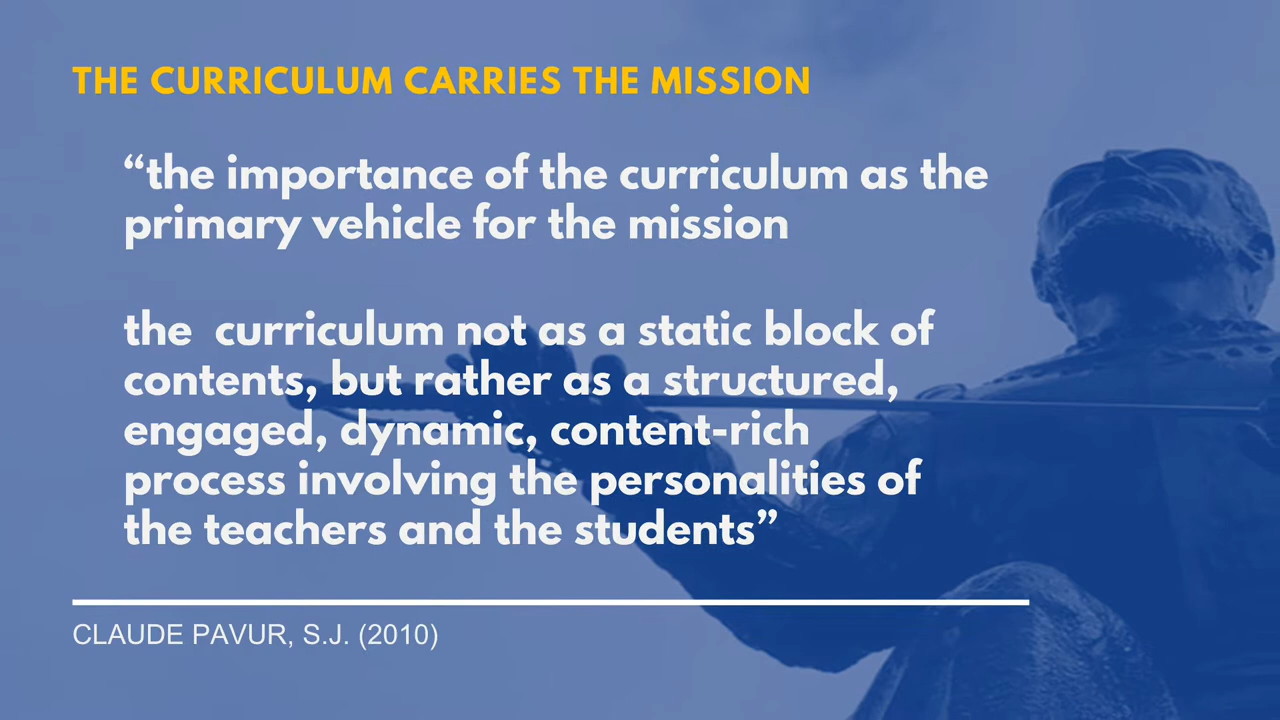 THE CURRICULUM CARRIES THE MISSION
“the importance of the curriculum as the
primary vehicle for the mission
the  curriculum not as a static block of
contents, but rather as a structured,
engaged, dynamic, content-rich
process involving the personalities of
the teachers and the students”
CLAUDE PAVUR, S.J. (2010)